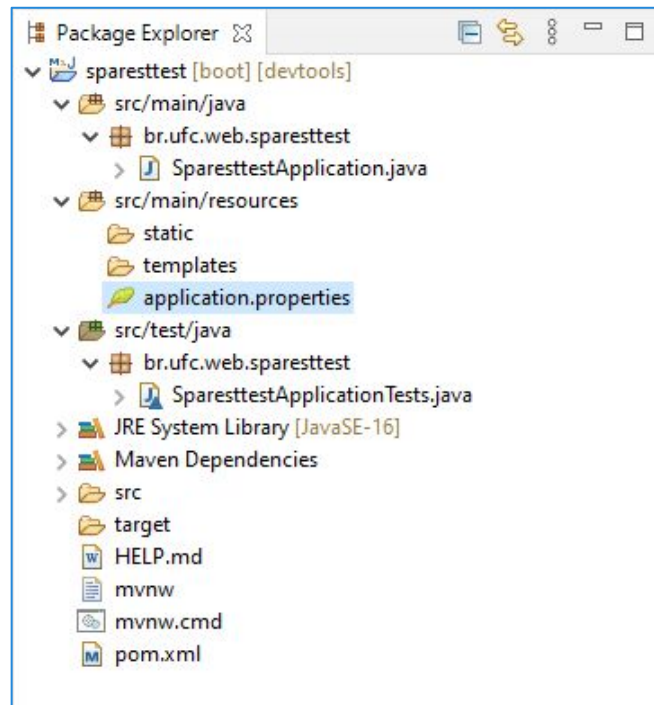 Package Explorer
sparesttest [boot] [devtools]
src/main/java
br.ufc.web.sparesttest
SparesttestApplication.java
src/main/resources
static
templates
application.properties
src/test/java
br.ufc.web.sparesttest
SparesttestApplicationTests.java
JRE System Library [JavaSE-16]
Maven Dependencies
src
target
HELP.md
mvnw
mvnw.cmd
pom.xml